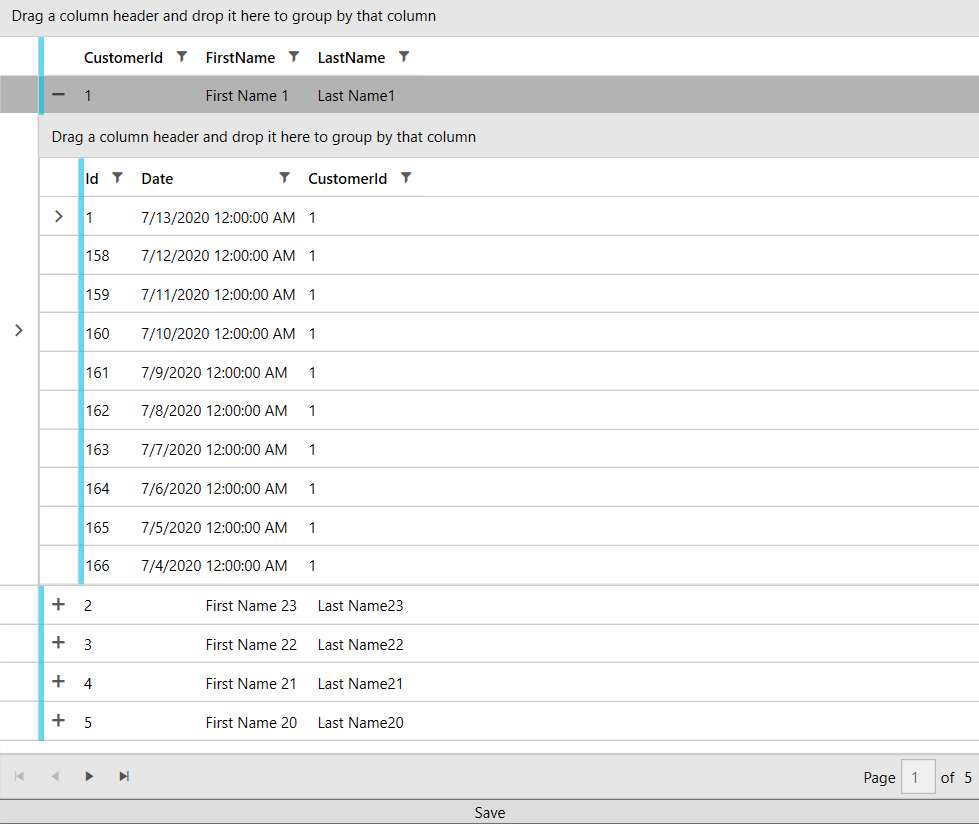 Drag a column header and drop it here to group by that column
CustomerId FirstName LastName
1 First Name 1 Last Name1
Drag a column header and drop it here to group by that column
Id Date CustomerId
1 7/13/2020 12:00:00 AM 1
158 7/12/2020 12:00:00 AM 1
159 7/11/2020 12:00:00 AM 1
160 7/10/2020 12:00:00 AM 1
161 7/9/2020 12:00:00 AM 1
162 7/8/2020 12:00:00 AM 1
163 7/7/2020 12:00:00 AM 1
164 7/6/2020 12:00:00 AM 1
165 7/5/2020 12:00:00 AM 1
166 7/4/2020 12:00:00 AM 1
2 First Name 23 Last Name23
3 First Name 22 Last Name22
4 First Name 21 Last Name21
5 First Name 20 Last Name20
Page 1 of 5
Save